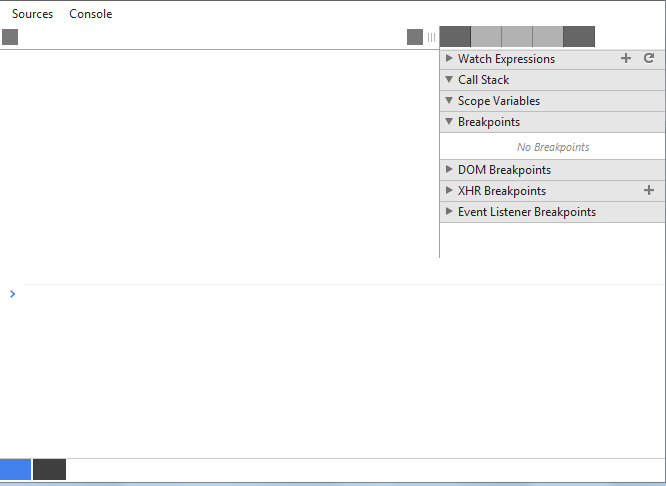 Sources Console
Watch Expressions
Call Stack
Scope Variables
Breakpoints
No Breakpoints
DOM Breakpoints
XHR Breakpoints
Event Listener Breakpoints